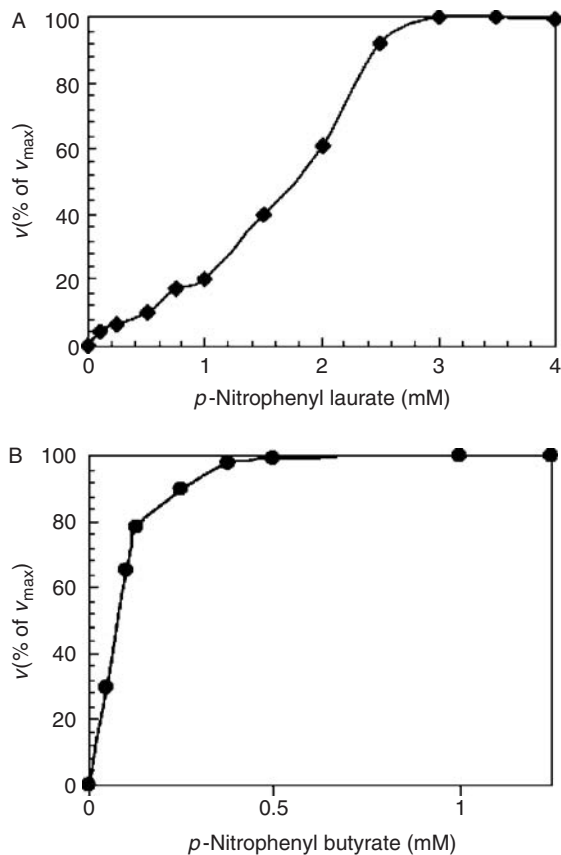 A
100
80
60
40
20
0
v(% of vmax)
0 1 2 3 4
p-Nitrophenyl laurate (mM)
B
100
80
60
40
20
0
v(% of vmax)
0 0.5 1
p-Nitrophenyl butyrate (mM)